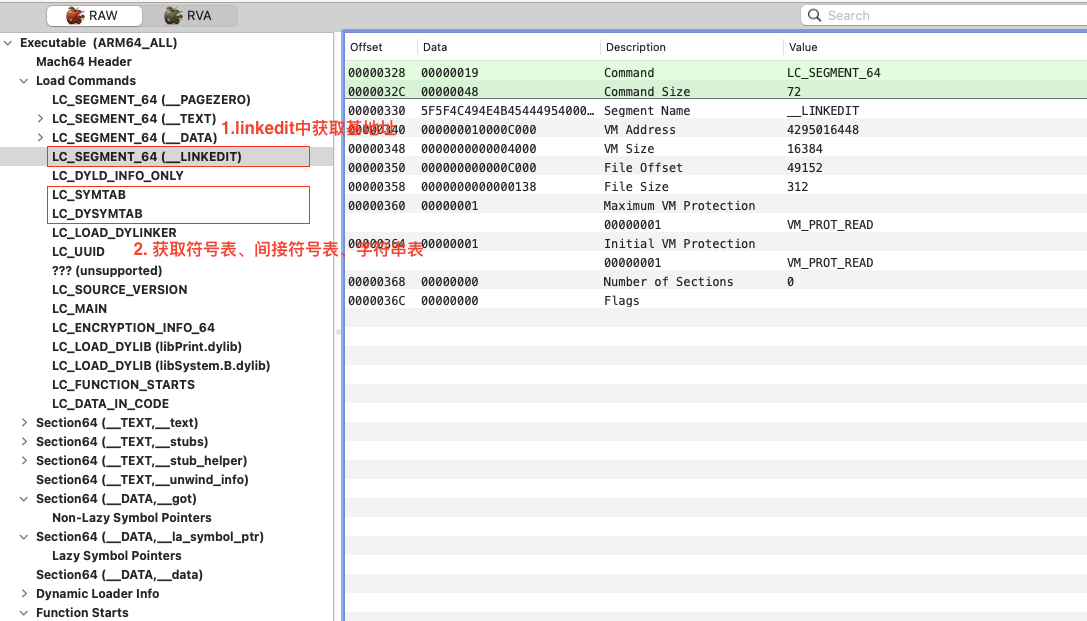 RAW RVA Search
Executable (ARM64_ALL)
Mach64 Header
Load Commands
LC_SEGMENT_64 (__PAGEZERO)
LC_SEGMENT_64 (__TEXT)
LC_SEGMENT_64 (__DATA)
1.linkedit中获取基地址
LC_SEGMENT_64 (__LINKEDIT)
LC_DYLD_INFO_ONLY
LC_SYMTAB
LC_DYSYMTAB
LC_LOAD_DYLINKER
LC_UUID
2. 获取符号表、间接符号表、字符串表
??? (unsupported)
LC_SOURCE_VERSION
LC_MAIN
LC_ENCRYPTION_INFO_64
LC_LOAD_DYLIB (libPrint.dylib)
LC_LOAD_DYLIB (libSystem.B.dylib)
LC_FUNCTION_STARTS
LC_DATA_IN_CODE
Section64 (__TEXT,__text)
Section64 (__TEXT,__stubs)
Section64 (__TEXT,__stub_helper)
Section64 (__TEXT,__unwind_info)
Section64 (__DATA,__got)
Non-Lazy Symbol Pointers
Section64 (__DATA,__la_symbol_ptr)
Lazy Symbol Pointers
Section64 (__DATA,__data)
Dynamic Loader Info
Function Starts
Offset Data Description Value
00000328 00000019 Command LC_SEGMENT_64
0000032C 00000048 Command Size 72
00000330 5F5F4C494E4B45444954000… Segment Name __LINKEDIT
00000340 000000010000C000 VM Address 4295016448
00000348 0000000000004000 VM Size 16384
00000350 000000000000C000 File Offset 49152
00000358 0000000000000138 File Size 312
00000360 00000001 Maximum VM Protection
00000001 VM_PROT_READ
00000364 00000001 Initial VM Protection
00000001 VM_PROT_READ
00000368 00000000 Number of Sections 0
0000036C 00000000 Flags